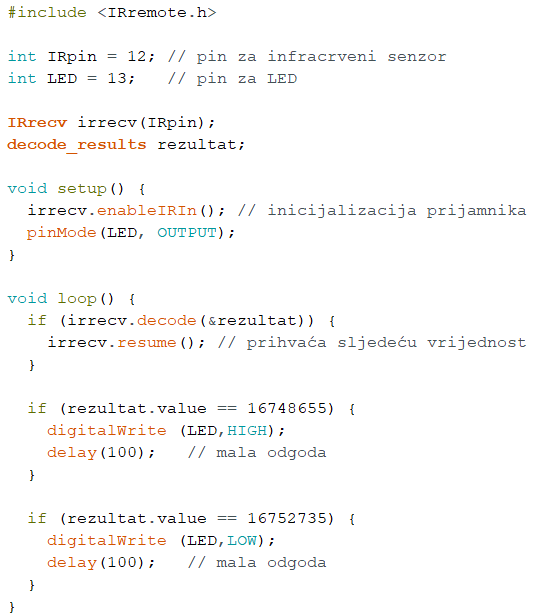 #include <IRremote.h>

int IRpin = 12; // pin za infracrveni senzor
int LED = 13;   // pin za LED

IRrecv irrecv(IRpin);
decode_results rezultat;

void setup() {
  irrecv.enableIRIn(); // inicijalizacija prijamnika
  pinMode(LED, OUTPUT);
}

void loop() {
  if (irrecv.decode(&rezultat)) {
    irrecv.resume(); // prihvaća sljedeću vrijednost
  }

  if (rezultat.value == 16748655) {
    digitalWrite (LED,HIGH);
    delay(100);   // mala odgoda
  }

  if (rezultat.value == 16752735) {
    digitalWrite (LED,LOW);
    delay(100);   // mala odgoda
  }
}